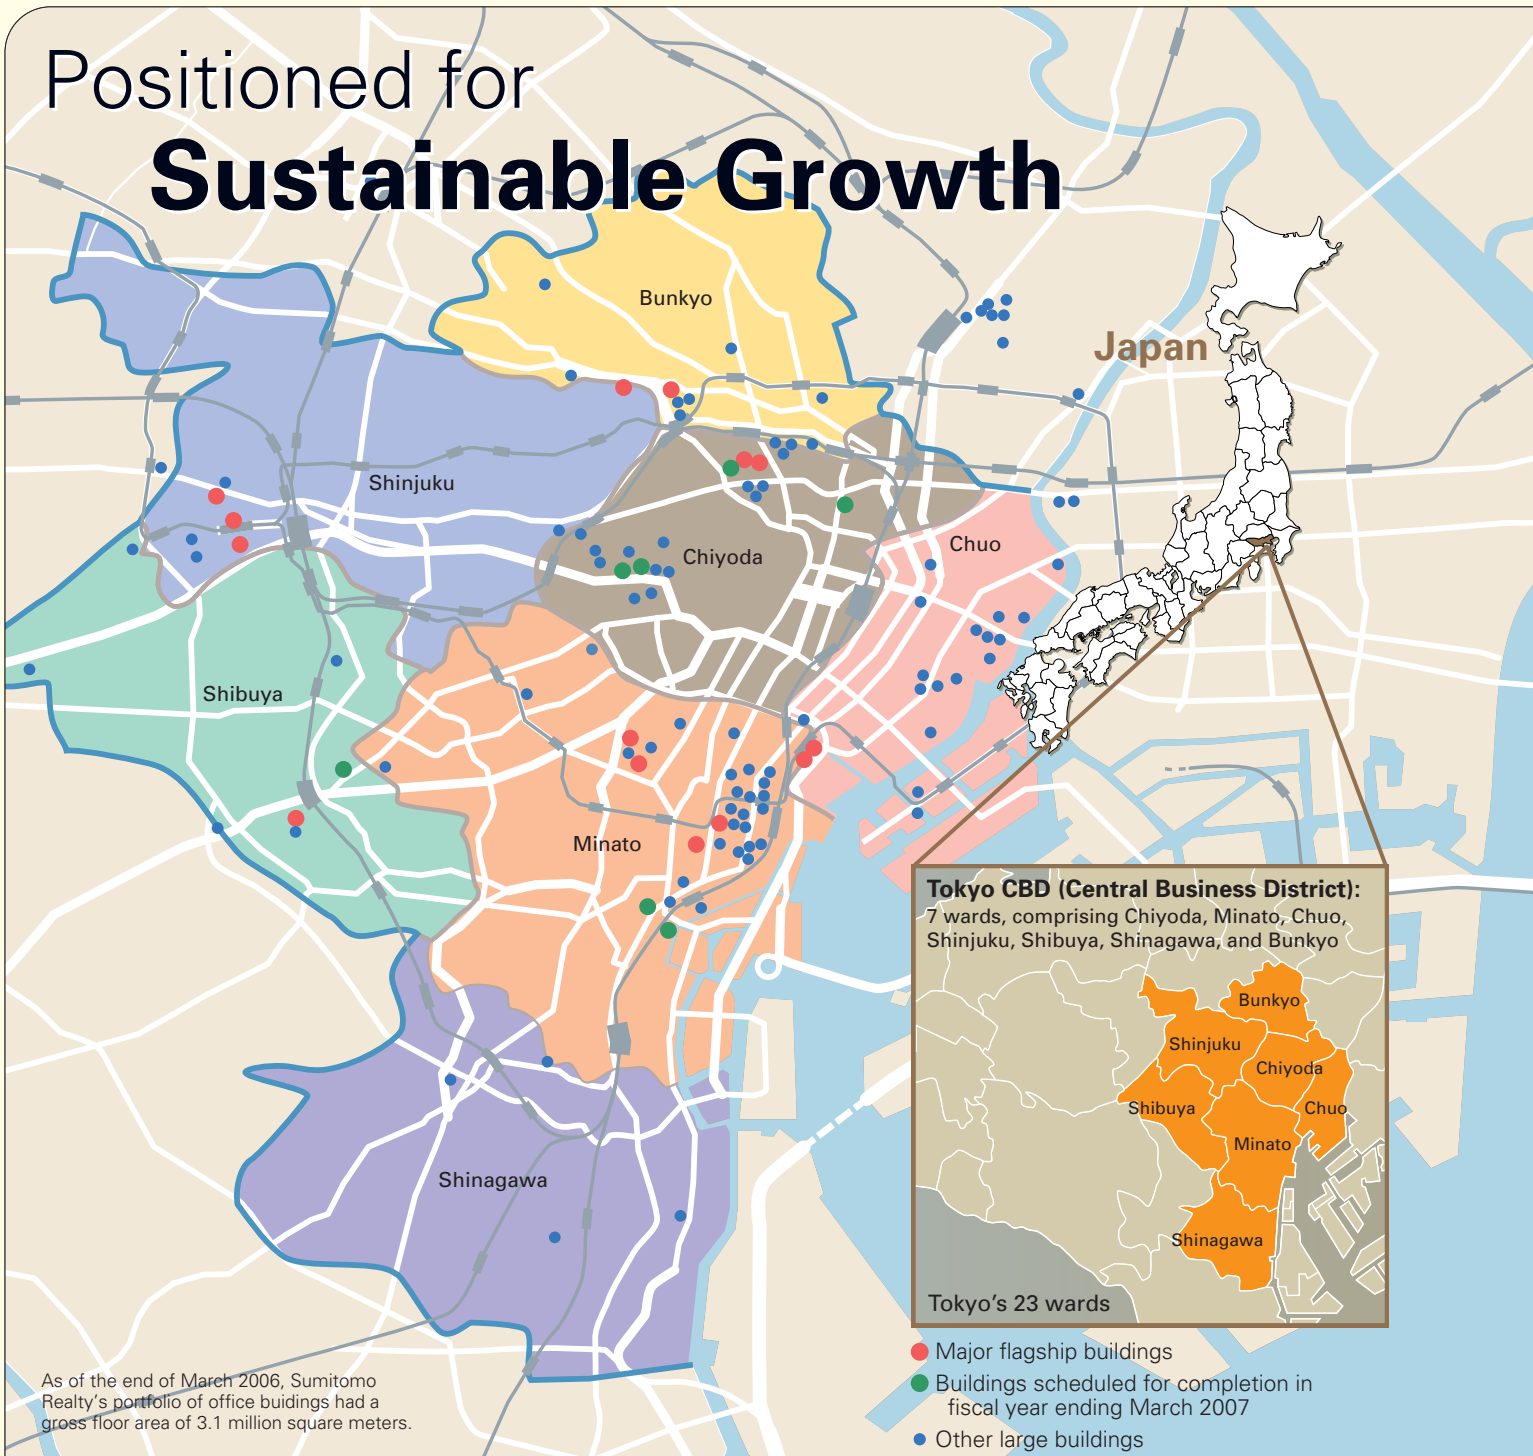 Positioned for
Sustainable Growth
Bunkyo
Japan
Shinjuku
Chiyoda
Chuo
Shibuya
Minato
Shinagawa
Tokyo CBD (Central Business District):
7 wards, comprising Chiyoda, Minato, Chuo,
Shinjuku, Shibuya, Shinagawa, and Bunkyo
Bunkyo
Shinjuku
Chiyoda
Shibuya
Chuo
Minato
Shinagawa
Tokyo's 23 wards
Major flagship buildings
Buildings scheduled for completion in
fiscal year ending March 2007
Other large buildings
As of the end of March 2006, Sumitomo
Realty's portfolio of office buidings had a
gross floor area of 3.1 million square meters.